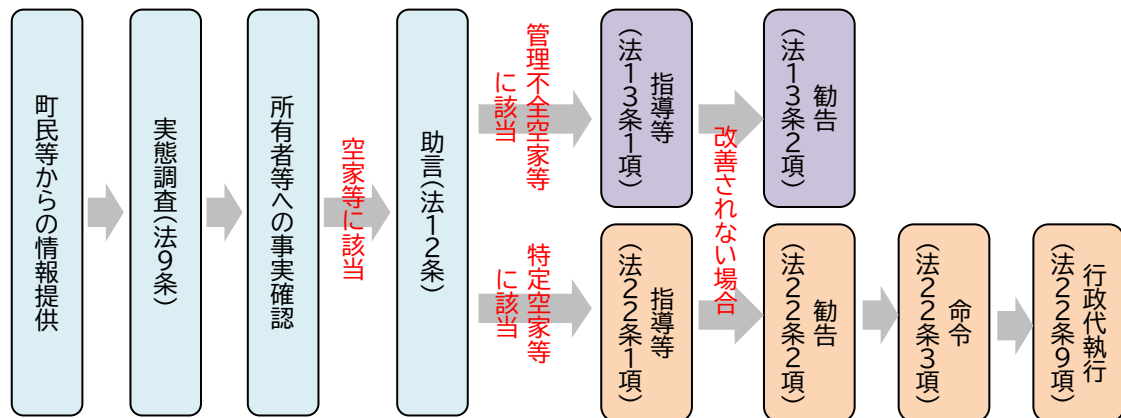 町民等からの情報提供
実態調査(法9条)
所有者等への事実確認
空家等に該当
助言(法12条)
管理不全空家等
に該当
指導等
(法13条1項)
改善されない場合
勧告
(法13条2項)
特定空家等
に該当
指導等
(法22条1項)
勧告
(法22条2項)
命令
(法22条3項)
行政代執行
(法22条9項)